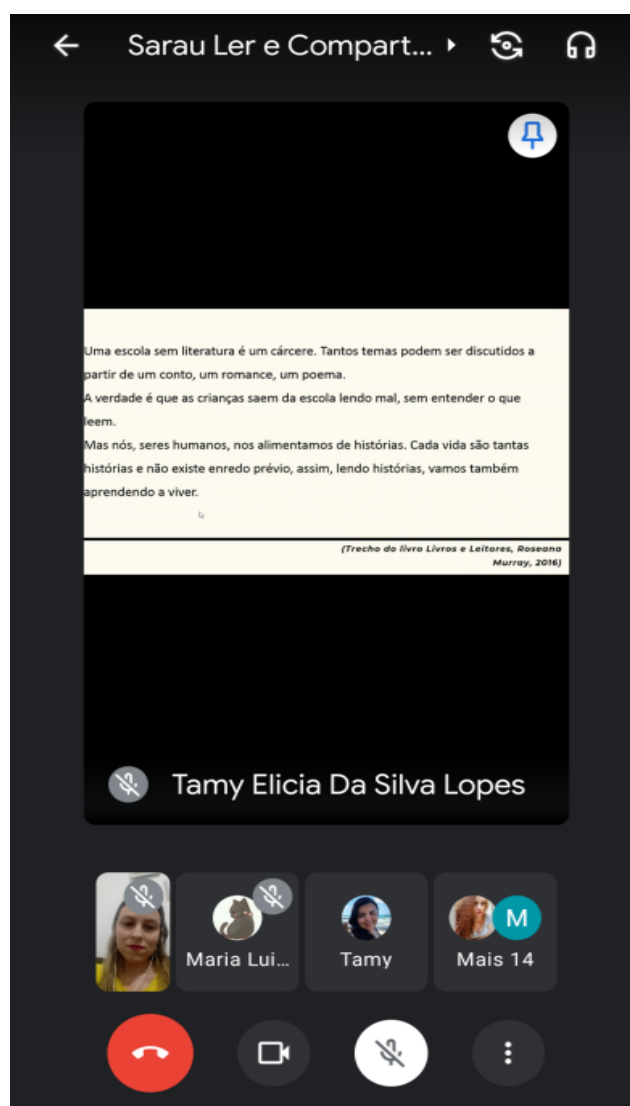 Sarau Ler e Compart...
Uma escola sem literatura é um cárcere. Tantos temas podem ser discutidos a
partir de um conto, um romance, um poema.
A verdade é que as crianças saem da escola lendo mal, sem entender o que
leem.
Mas nós, seres humanos, nos alimentamos de histórias. Cada vida são tantas
histórias e não existe enredo prévio, assim, lendo histórias, vamos também
aprendendo a viver.
(Trecho do livro Livros e Leitores, Roseana
Murray, 2016)
Tamy Elicia Da Silva Lopes
Maria Lui...
Tamy
M
Mais 14